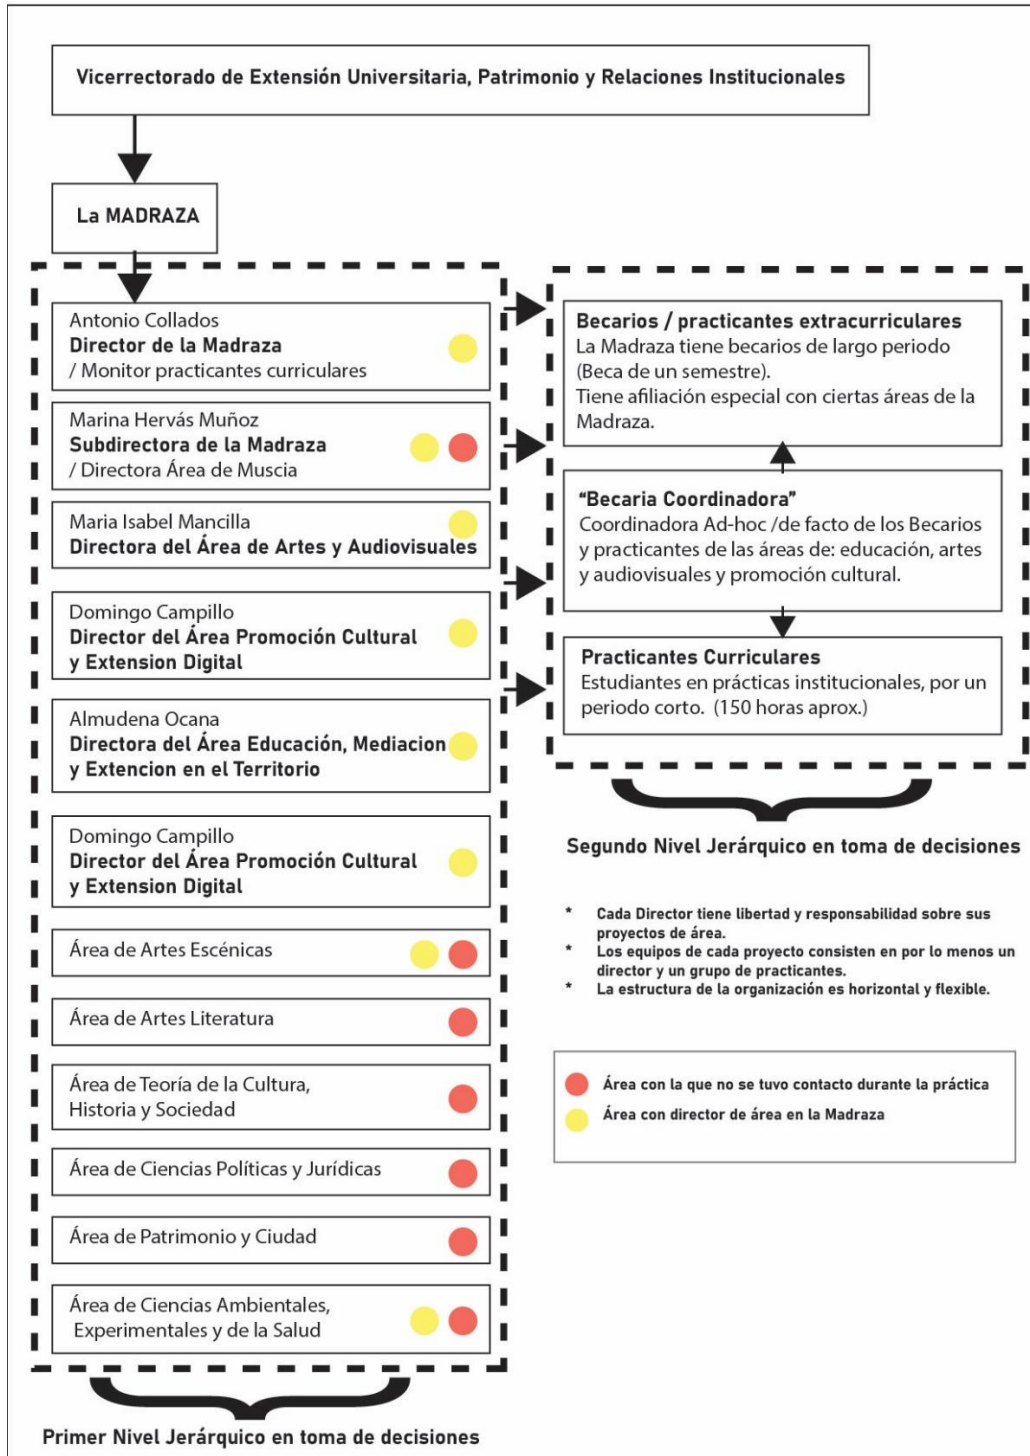 Vicerrectorado de Extensión Universitaria, Patrimonio y Relaciones Institucionales
La MADRAZA
Antonio Collados
Director de la Madraza
/ Monitor practicantes curriculares
Marina Hervás Muñoz
Subdirectora de la Madraza
/ Directora Área de Muscia
Maria Isabel Mancilla
Directora del Área de Artes y Audiovisuales
Domingo Campillo
Director del Área Promoción Cultural
y Extension Digital
Almudena Ocana
Directora del Área Educación, Mediacion
y Extencion en el Territorio
Domingo Campillo
Director del Área Promoción Cultural
y Extension Digital
Área de Artes Escénicas
Área de Artes Literatura
Área de Teoría de la Cultura,
Historia y Sociedad
Área de Ciencias Políticas y Jurídicas
Área de Patrimonio y Ciudad
Área de Ciencias Ambientales,
Experimentales y de la Salud
Primer Nivel Jerárquico en toma de decisiones
Becarios / practicantes extracurriculares
La Madraza tiene becarios de largo periodo
(Beca de un semestre).
Tiene afiliación especial con ciertas áreas de la
Madraza.
“Becaria Coordinadora”
Coordinadora Ad-hoc /de facto de los Becarios
y practicantes de las áreas de: educación, artes
y audiovisuales y promoción cultural.
Practicantes Curriculares
Estudiantes en prácticas institucionales, por un
periodo corto. (150 horas aprox.)
Segundo Nivel Jerárquico en toma de decisiones
* Cada Director tiene libertad y responsabilidad sobre sus
proyectos de área.
* Los equipos de cada proyecto consisten en por lo menos un
director y un grupo de practicantes.
* La estructura de la organización es horizontal y flexible.
Área con la que no se tuvo contacto durante la práctica
Área con director de área en la Madraza